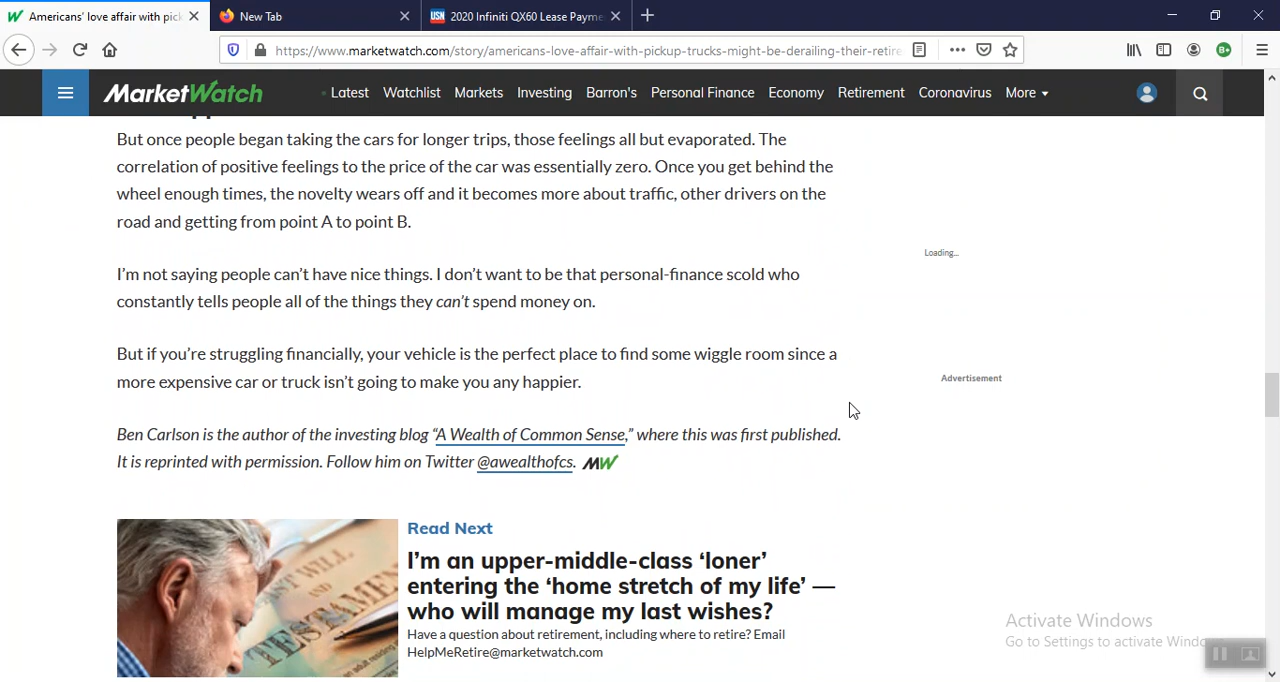 Americans' love affair with pick
New Tab
USN 2020 Infiniti QX60 Lease Payme
https://www.marketwatch.com/story/americans-love-affair-with-pickup-trucks-might-be-derailing-their-retire
MarketWatch
Latest Watchlist Markets Investing Barron's Personal Finance Economy Retirement Coronavirus More
But once people began taking the cars for longer trips, those feelings all but evaporated. The
correlation of positive feelings to the price of the car was essentially zero. Once you get behind the
wheel enough times, the novelty wears off and it becomes more about traffic, other drivers on the
road and getting from point A to point B.
Loading...
I'm not saying people can't have nice things. I don't want to be that personal-finance scold who
constantly tells people all of the things they can't spend money on.
But if you're struggling financially, your vehicle is the perfect place to find some wiggle room since a
more expensive car or truck isn't going to make you any happier.
Advertisement
Ben Carlson is the author of the investing blog “A Wealth of Common Sense,” where this was first published.
It is reprinted with permission. Follow him on Twitter @awealthofcs. MW
Read Next
I'm an upper-middle-class ‘loner’
entering the ‘home stretch of my life’ —
who will manage my last wishes?
Have a question about retirement, including where to retire? Email
HelpMeRetire@marketwatch.com
WILL
AND
TESTAMEN
Activate Windows
Go to Settings to activate Windo